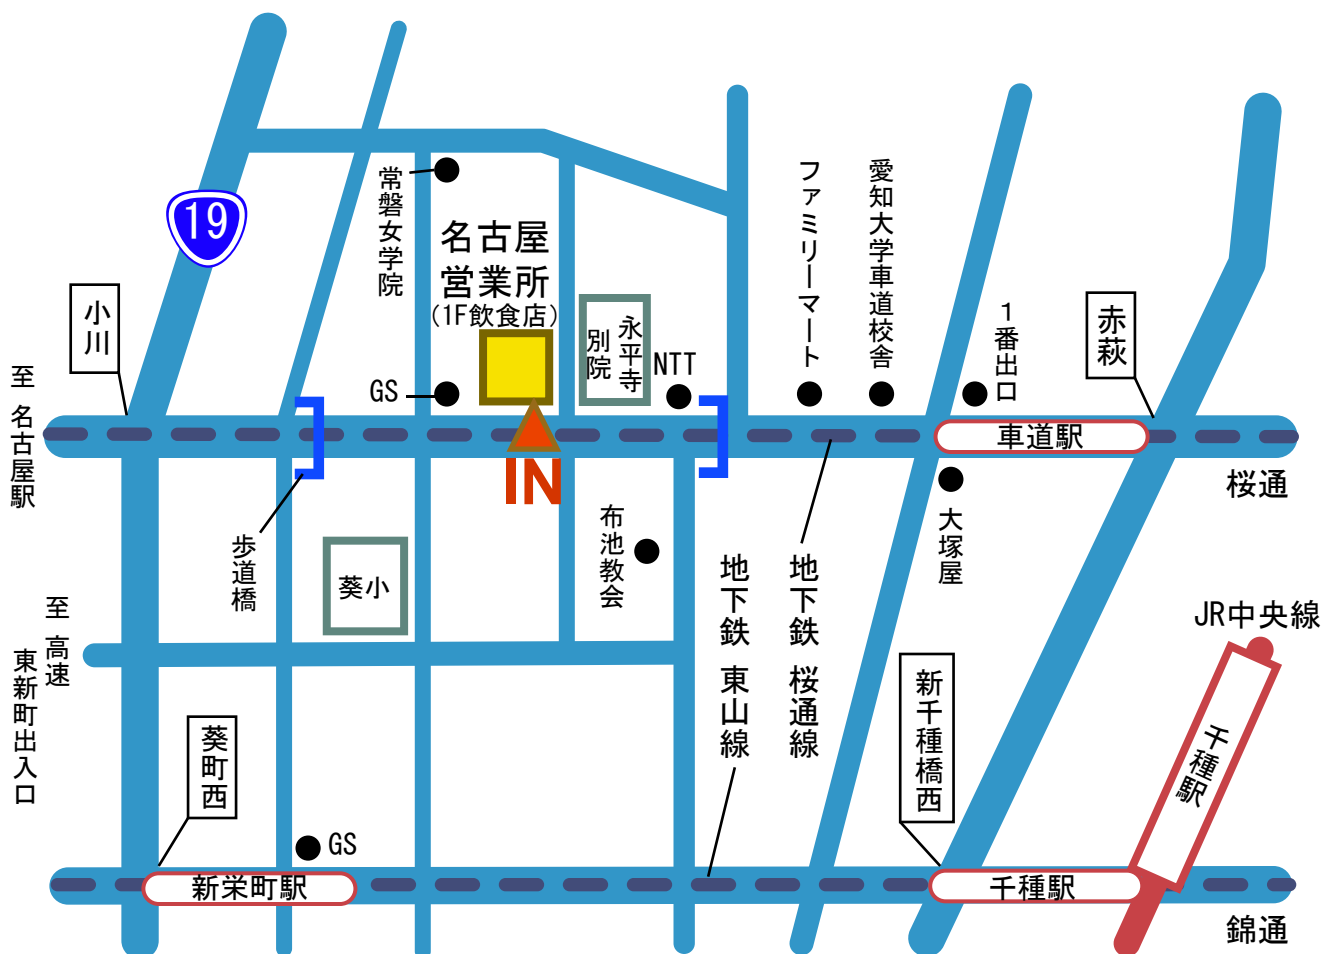 19
小川
常磐女学院
名古屋
営業所
(1F飲食店)
永平寺
別院
NTT
GS
ファミリーマート
愛知大学車道校舎
1番出口
赤萩
至 名古屋駅
車道駅
桜通
IN
歩道橋
葵小
布池教会
地下鉄 東山線
地下鉄 桜通線
大塚屋
至 高速
東新町出入口
JR中央線
千種駅
新千種橋西
葵町西
GS
新栄町駅
千種駅
錦通